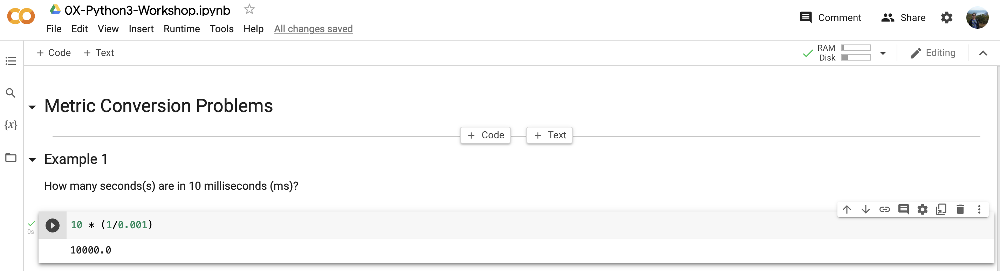 0X-Python3-Workshop.ipynb
File Edit View Insert Runtime Tools Help All changes saved
Comment Share
+ Code + Text
RAM
Disk
Editing
Metric Conversion Problems
+ Code + Text
Example 1
How many seconds(s) are in 10 milliseconds (ms)?
{x}
0s
10 * (1/0.001)
10000.0